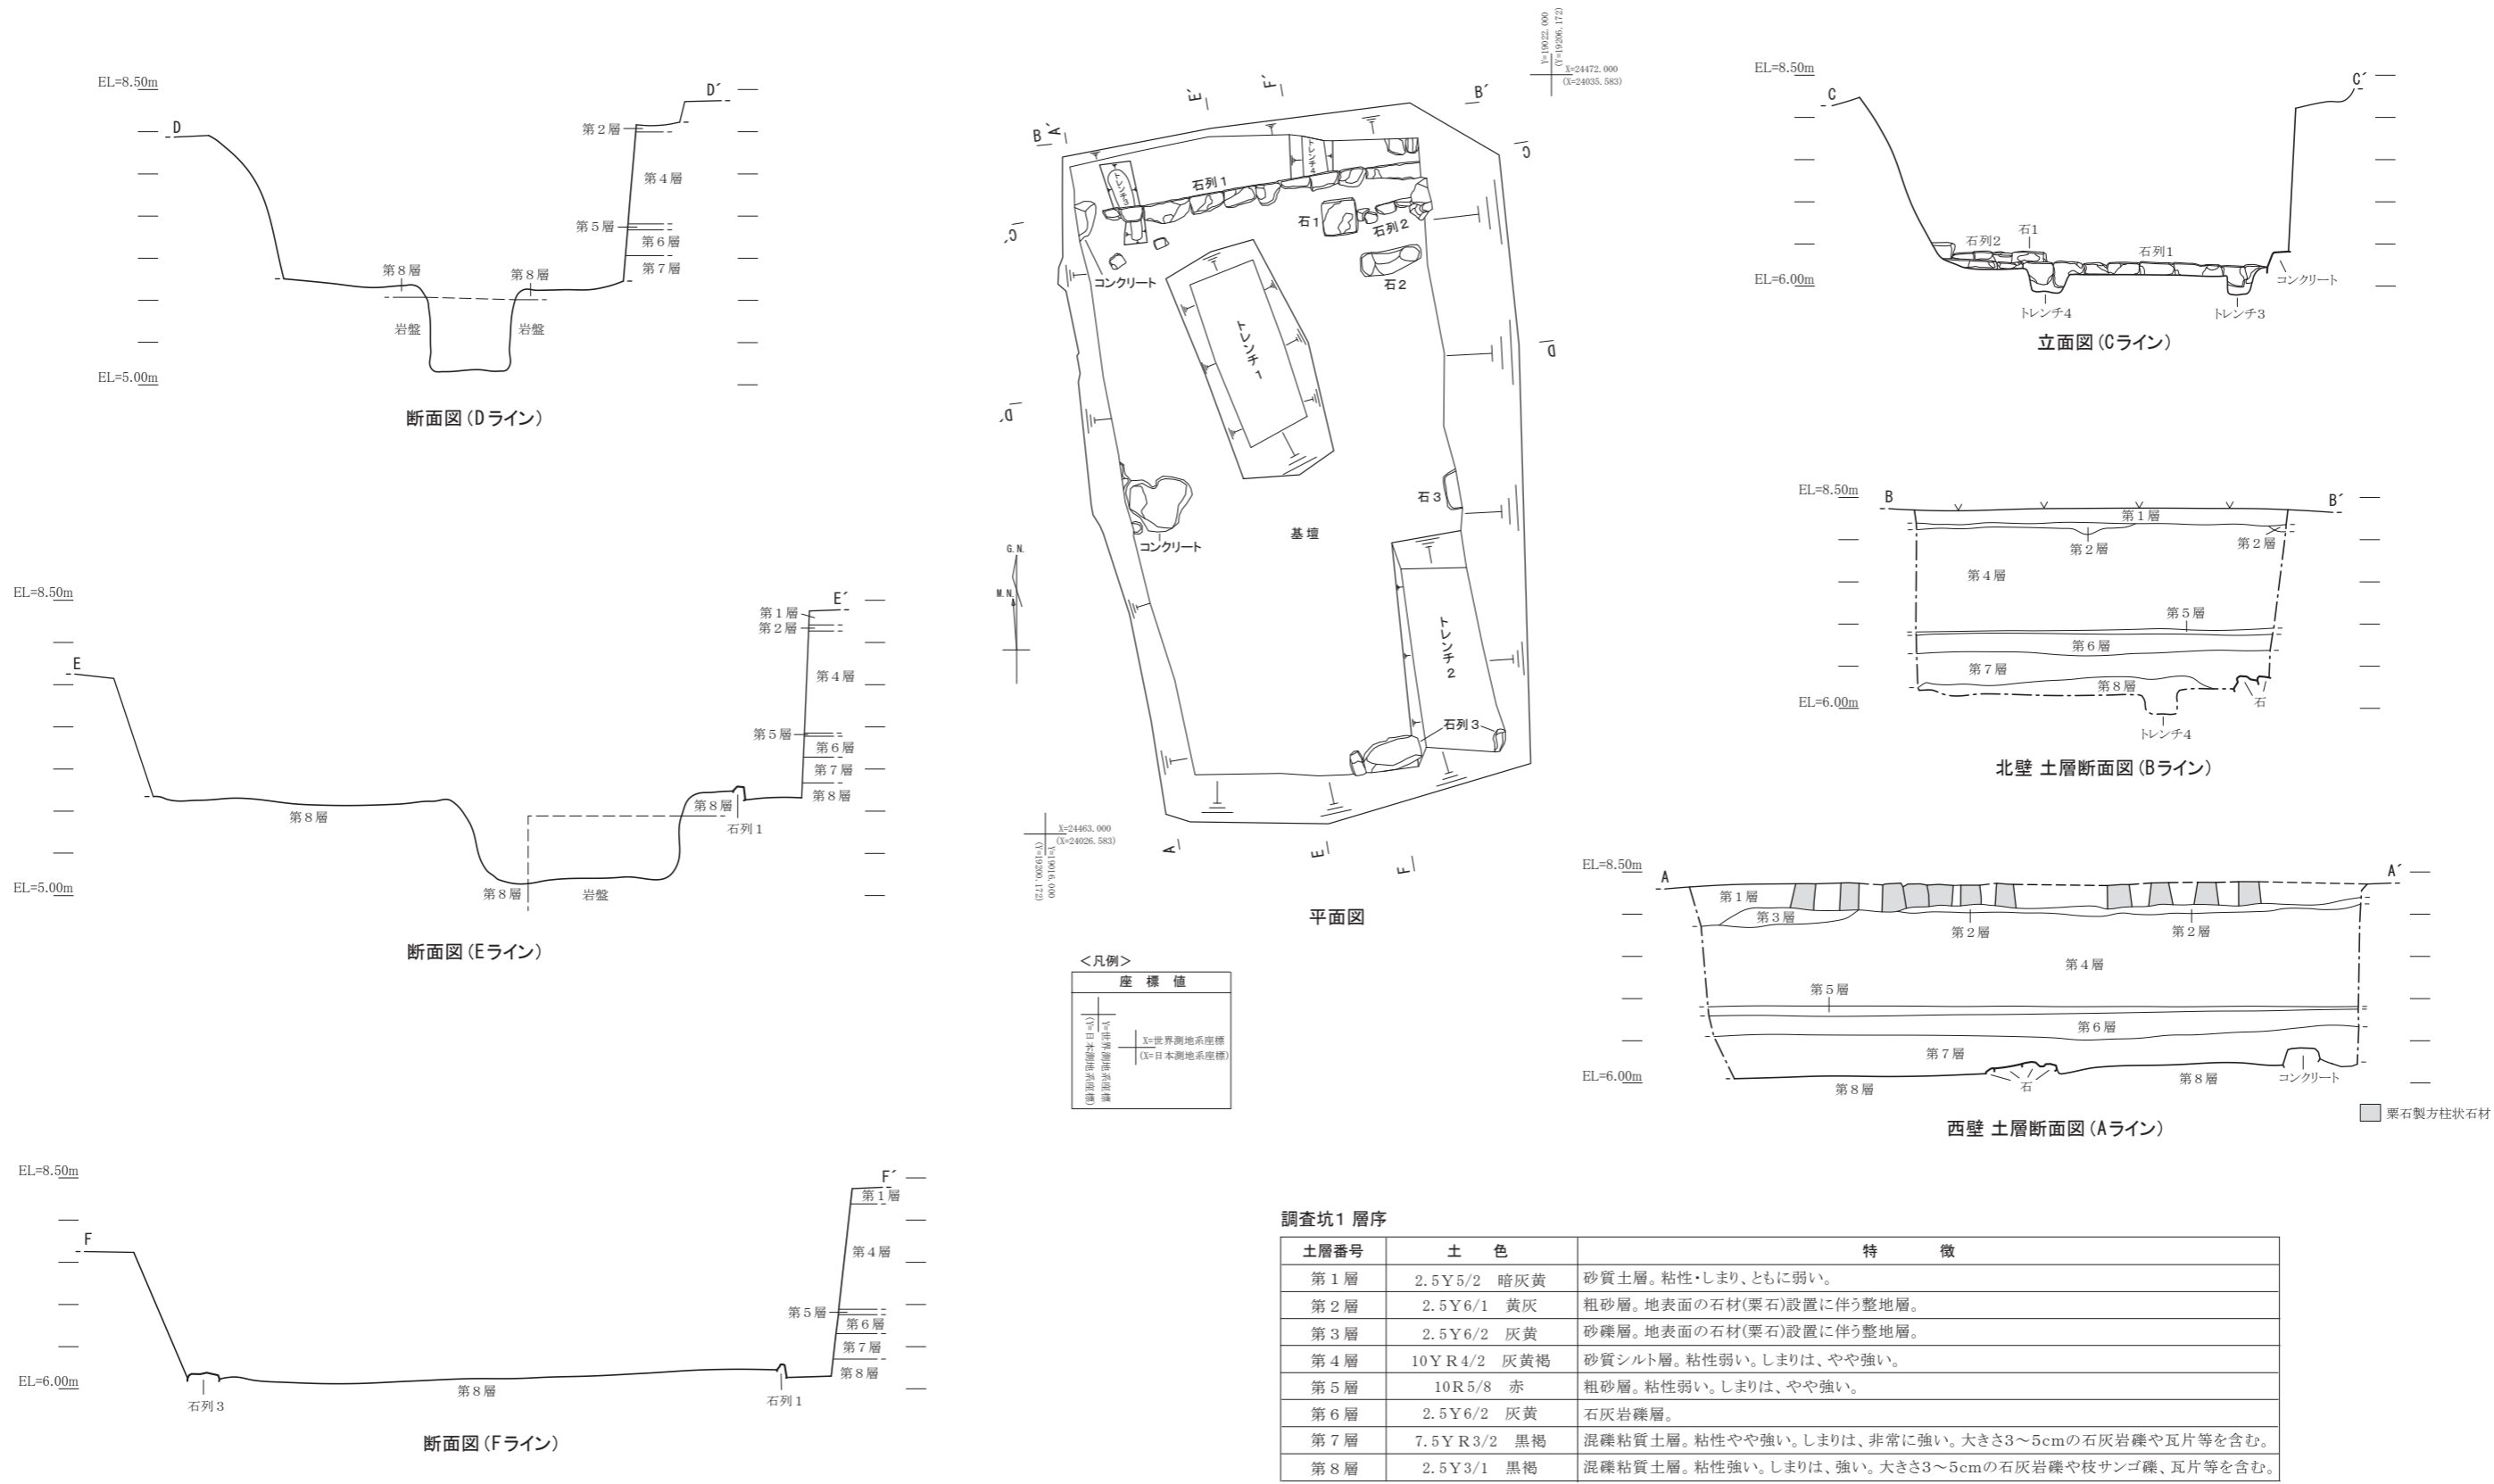 EL=8.50m
D
D´
第2層
第4層
第5層
第6層
第7層
第8層
第8層
岩盤
岩盤
EL=5.00m
断面図(Dライン)
EL=8.50m
E
E´
第1層
第2層
第4層
第5層
第6層
第7層
第8層
第8層
第8層
石列1
第8層
岩盤
EL=5.00m
断面図(Eライン)
EL=8.50m
F
F´
第1層
第4層
第5層
第6層
第7層
第8層
第8層
石列3
石列1
EL=6.00m
断面図(Fライン)
Y=19022.000
(Y=19206.172)
X=24472.000
(X=24035.583)
B
A´
E´
F´
B´
C
C´
D
D´
トレンチ3
石列1
トレンチ4
石1
石列2
石2
コンクリート
トレンチ1
石3
コンクリート
基壇
トレンチ2
石列3
G.N.
M.N.
X=24463.000
(X=24026.583)
Y=19016.000
(Y=19200.172)
A
E
F
平面図
<凡例>
座標値
Y=世界測地系座標
(Y=日本測地系座標)
X=世界測地系座標
(X=日本測地系座標)
EL=8.50m
C
C´
石列2
石1
石列1
EL=6.00m
コンクリート
トレンチ4
トレンチ3
立面図(Cライン)
EL=8.50m
B
B´
第1層
第2層
第2層
第4層
第5層
第6層
第7層
第8層
EL=6.00m
石
トレンチ4
北壁 土層断面図(Bライン)
EL=8.50m
A
A´
第1層
第3層
第2層
第2層
第4層
第5層
第6層
第7層
EL=6.00m
第8層
石
第8層
コンクリート
西壁 土層断面図(Aライン)
栗石製方柱状石材
調査坑1 層序
土層番号 土色 特徴
第1層 2.5Y5/2 暗灰黄 砂質土層。粘性・しまり、ともに弱い。
第2層 2.5Y6/1 黄灰 粗砂層。地表面の石材(栗石)設置に伴う整地層。
第3層 2.5Y6/2 灰黄 砂礫層。地表面の石材(栗石)設置に伴う整地層。
第4層 10YR4/2 灰黄褐 砂質シルト層。粘性弱い。しまりは、やや強い。
第5層 10R5/8 赤 粗砂層。粘性弱い。しまりは、やや強い。
第6層 2.5Y6/2 灰黄 石灰岩礫層。
第7層 7.5YR3/2 黒褐 混礫粘質土層。粘性やや強い。しまりは、非常に強い。大きさ3～5cmの石灰岩礫や瓦片等を含む。
第8層 2.5Y3/1 黒褐 混礫粘質土層。粘性強い。しまりは、強い。大きさ3～5cmの石灰岩礫や枝サンゴ礫、瓦片等を含む。